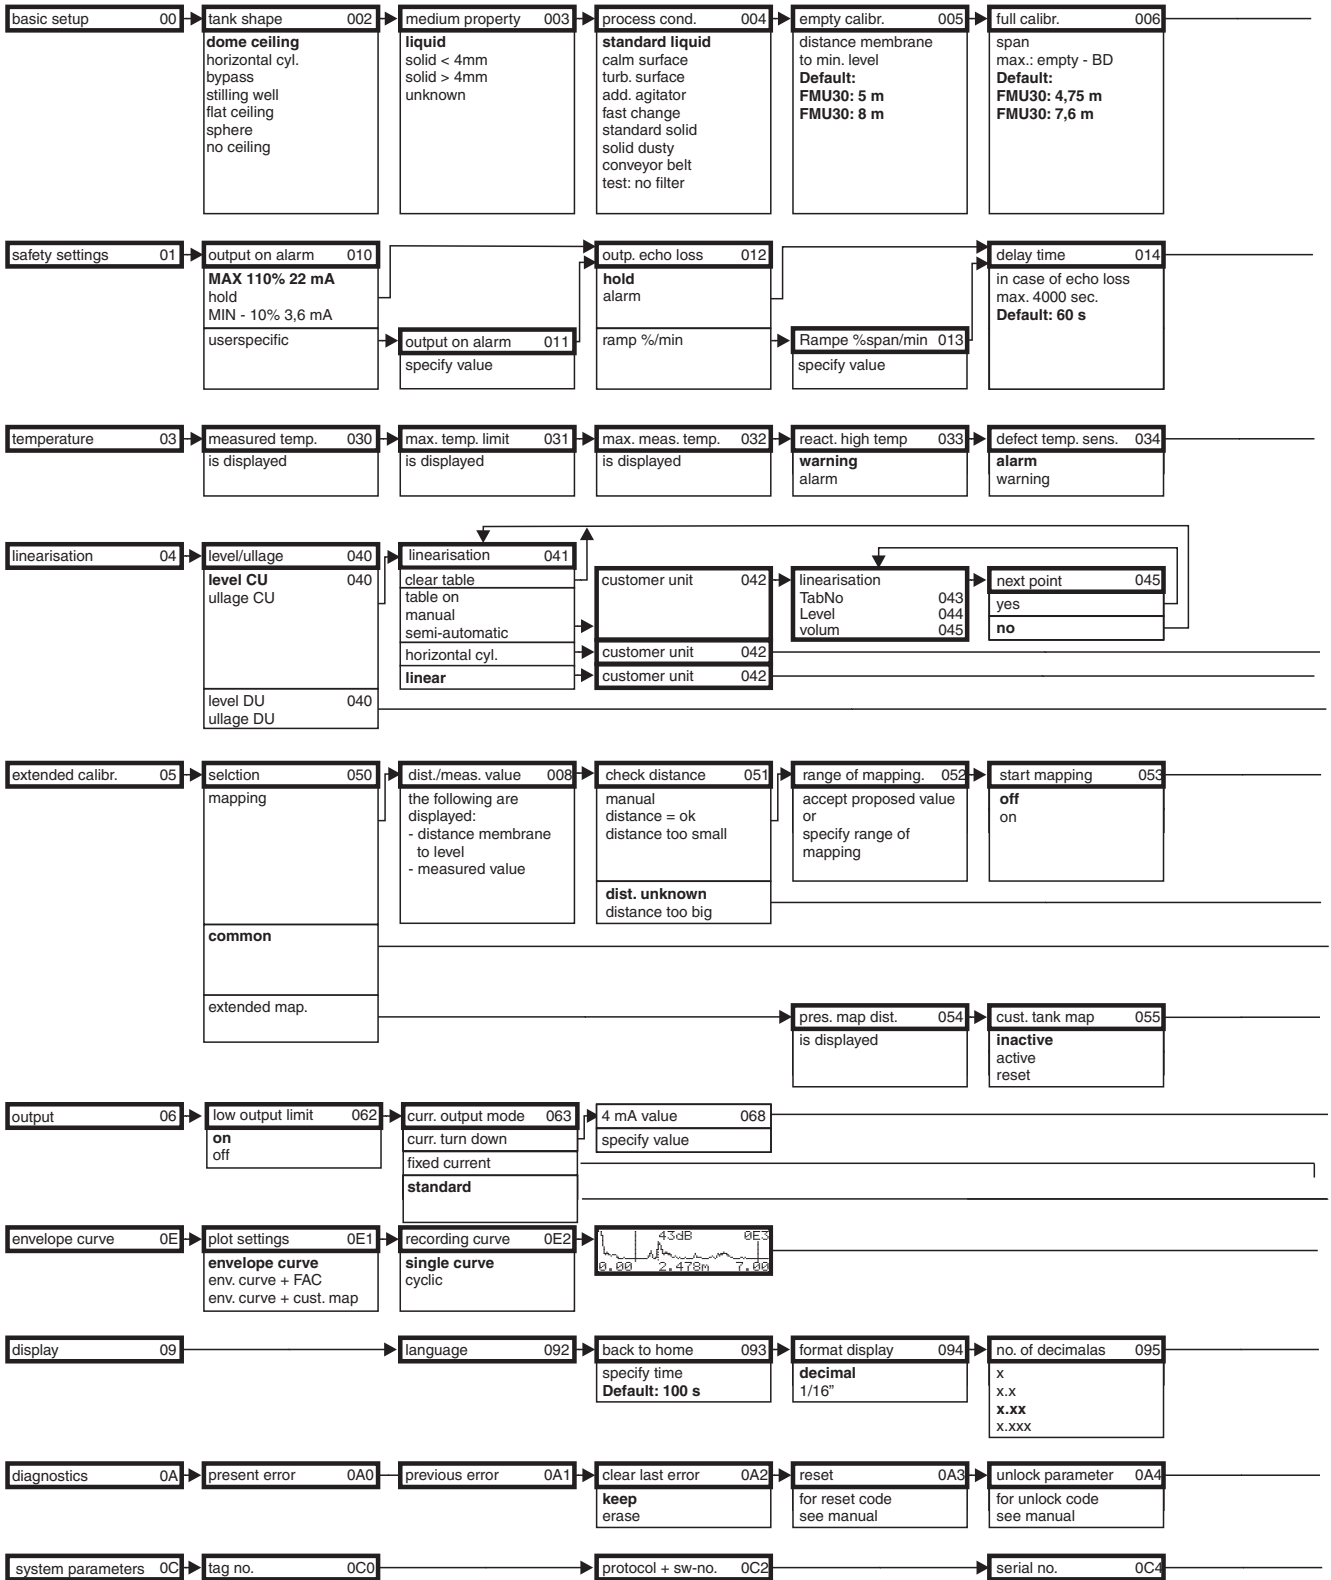 basic setup 00
tank shape 002
dome ceiling
horizontal cyl.
bypass
stilling well
flat ceiling
sphere
no ceiling
medium property 003
liquid
solid < 4mm
solid > 4mm
unknown
process cond. 004
standard liquid
calm surface
turb. surface
add. agitator
fast change
standard solid
solid dusty
conveyor belt
test: no filter
empty calibr. 005
distance membrane
to min. level
Default:
FMU30: 5 m
FMU30: 8 m
full calibr. 006
span
max.: empty - BD
Default:
FMU30: 4,75 m
FMU30: 7,6 m
safety settings 01
output on alarm 010
MAX 110% 22 mA
hold
MIN - 10% 3,6 mA
userspecific
output on alarm 011
specify value
outp. echo loss 012
hold
alarm
ramp %/min
Rampe %span/min 013
specify value
delay time 014
in case of echo loss
max. 4000 sec.
Default: 60 s
temperature 03
measured temp. 030
is displayed
max. temp. limit 031
is displayed
max. meas. temp. 032
is displayed
react. high temp 033
warning
alarm
defect temp. sens. 034
alarm
warning
linearisation 04
level/ullage 040
level CU 040
ullage CU
level DU 040
ullage DU
linearisation 041
clear table
table on
manual
semi-automatic
horizontal cyl.
linear
customer unit 042
customer unit 042
customer unit 042
linearisation
TabNo 043
Level 044
volum 045
next point 045
yes
no
extended calibr. 05
selction 050
mapping
common
extended map.
dist./meas. value 008
the following are
displayed:
- distance membrane
to level
- measured value
check distance 051
manual
distance = ok
distance too small
dist. unknown
distance too big
range of mapping. 052
accept proposed value
or
specify range of
mapping
start mapping 053
off
on
pres. map dist. 054
is displayed
cust. tank map 055
inactive
active
reset
output 06
low output limit 062
on
off
curr. output mode 063
curr. turn down
fixed current
standard
4 mA value 068
specify value
envelope curve 0E
plot settings 0E1
envelope curve
env. curve + FAC
env. curve + cust. map
recording curve 0E2
single curve
cyclic
43dB 0E3
0.00 2.478m 7.00
display 09
language 092
back to home 093
specify time
Default: 100 s
format display 094
decimal
1/16”
no. of decimalas 095
x
x.x
x.xx
x.xxx
diagnostics 0A
present error 0A0
previous error 0A1
clear last error 0A2
keep
erase
reset 0A3
for reset code
see manual
unlock parameter 0A4
for unlock code
see manual
system parameters 0C
tag no. 0C0
protocol + sw-no. 0C2
serial no. 0C4